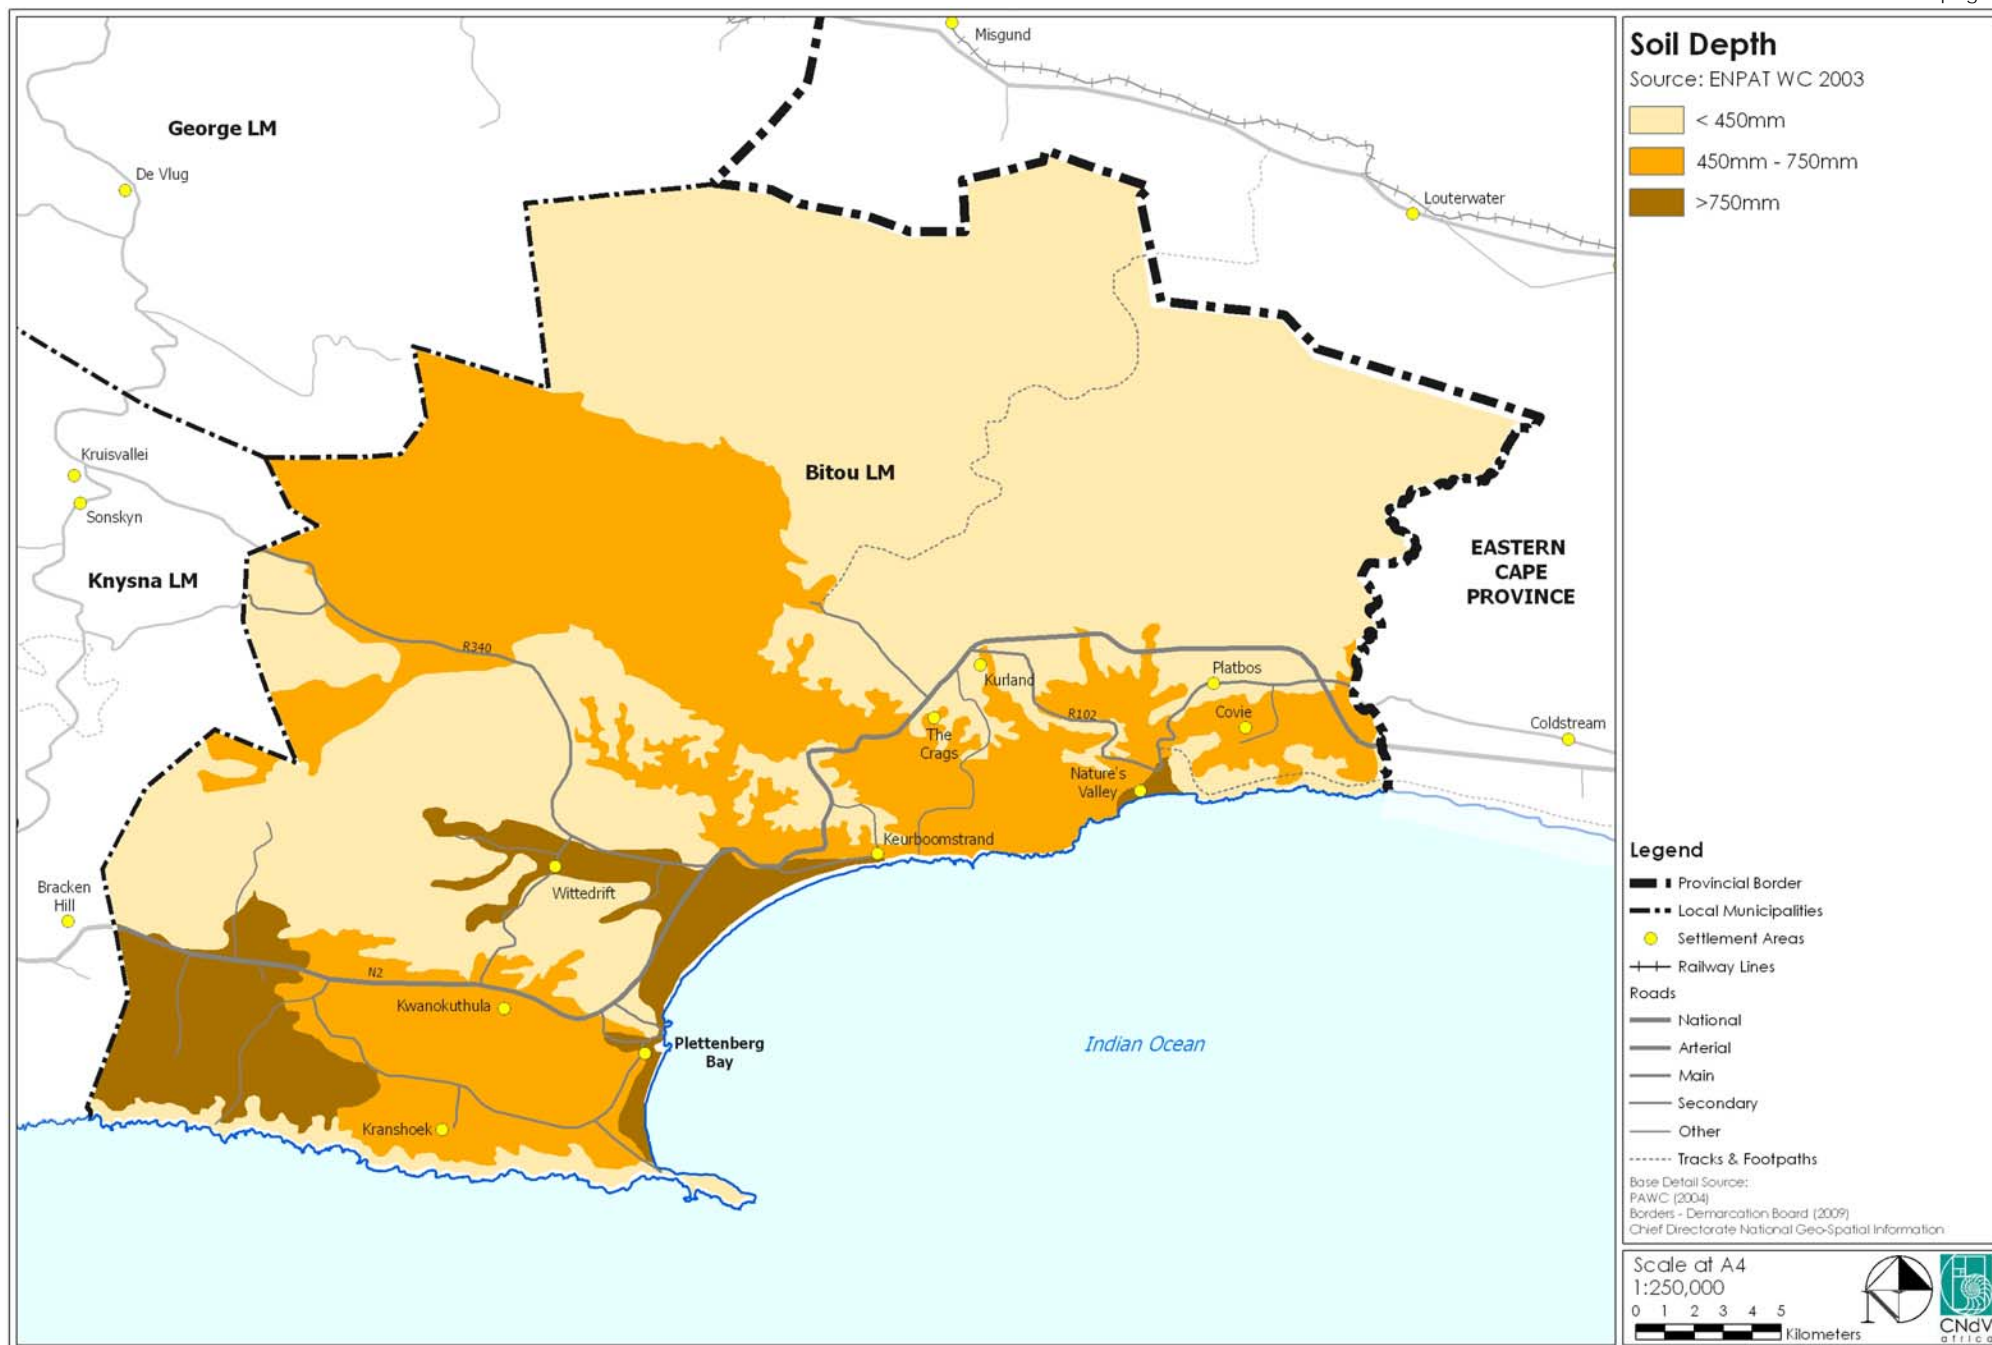 Misgund
George LM
De Vlug
Louterwater
Kruisvallei
Bitou LM
Sonskyn
EASTERN
CAPE
PROVINCE
Knysna LM
R340
Kurland
Platbos
R102
Covie
Coldstream
The
Crags
Nature's
Valley
Keurboomstrand
Bracken
Hill
Wittedrift
N2
Kwanokuthula
Plettenberg
Bay
Indian Ocean
Kranshoek
Soil Depth
Source: ENPAT WC 2003
< 450mm
450mm - 750mm
>750mm
Legend
Provincial Border
Local Municipalities
Settlement Areas
Railway Lines
Roads
National
Arterial
Main
Secondary
Other
Tracks & Footpaths
Base Detail Source:
PAWC (2004)
Borders - Demarcation Board (2009)
Chief Directorate National Geo-Spatial Information
Scale at A4
1:250,000
0 1 2 3 4 5
Kilometers
CNdV
africa